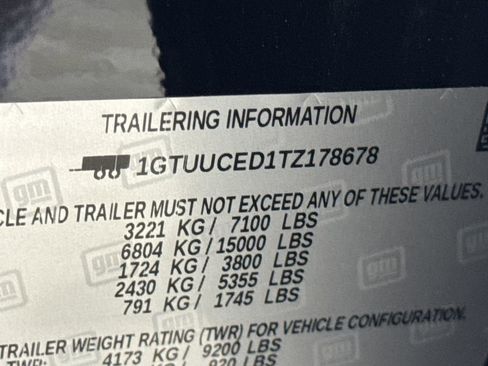 TRAILERING INFORMATION
1GTUUCED1TZ178678
CLE AND TRAILER MUST NOT EXCEED ANY OF THESE VALUES.
3221 KG / 7100 LBS
6804 KG / 15000 LBS
1724 KG / 3800 LBS
2430 KG / 5355 LBS
791 KG / 1745 LBS
TRAILER WEIGHT RATING (TWR) FOR VEHICLE CONFIGURATION.
4173 KG / 9200 LBS
920 LBS